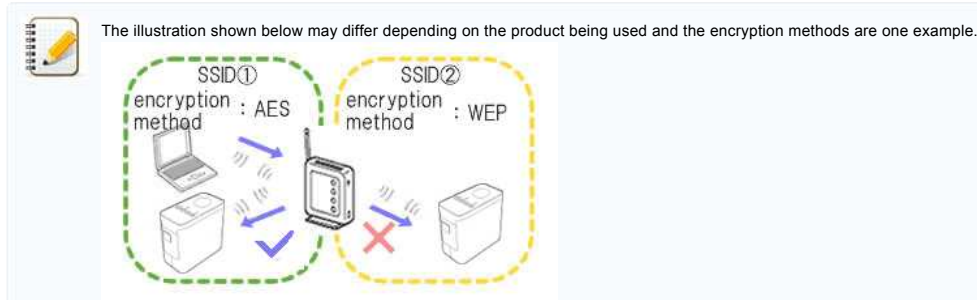 The illustration shown below may differ depending on the product being used and the encryption methods are one example.
SSID①
encryption method : AES
SSID②
encryption method : WEP